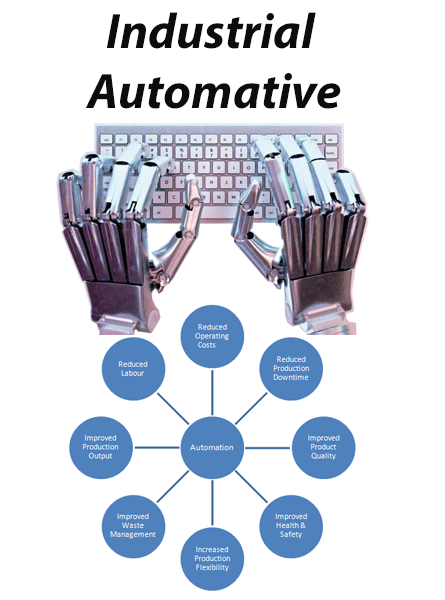 Industrial
Automative
Reduced
Operating
Costs
Reduced
Labour
Reduced
Production
Downtime
Improved
Production
Output
Automation
Improved
Product
Quality
Improved
Waste
Management
Improved
Health &
Safety
Increased
Production
Flexibility